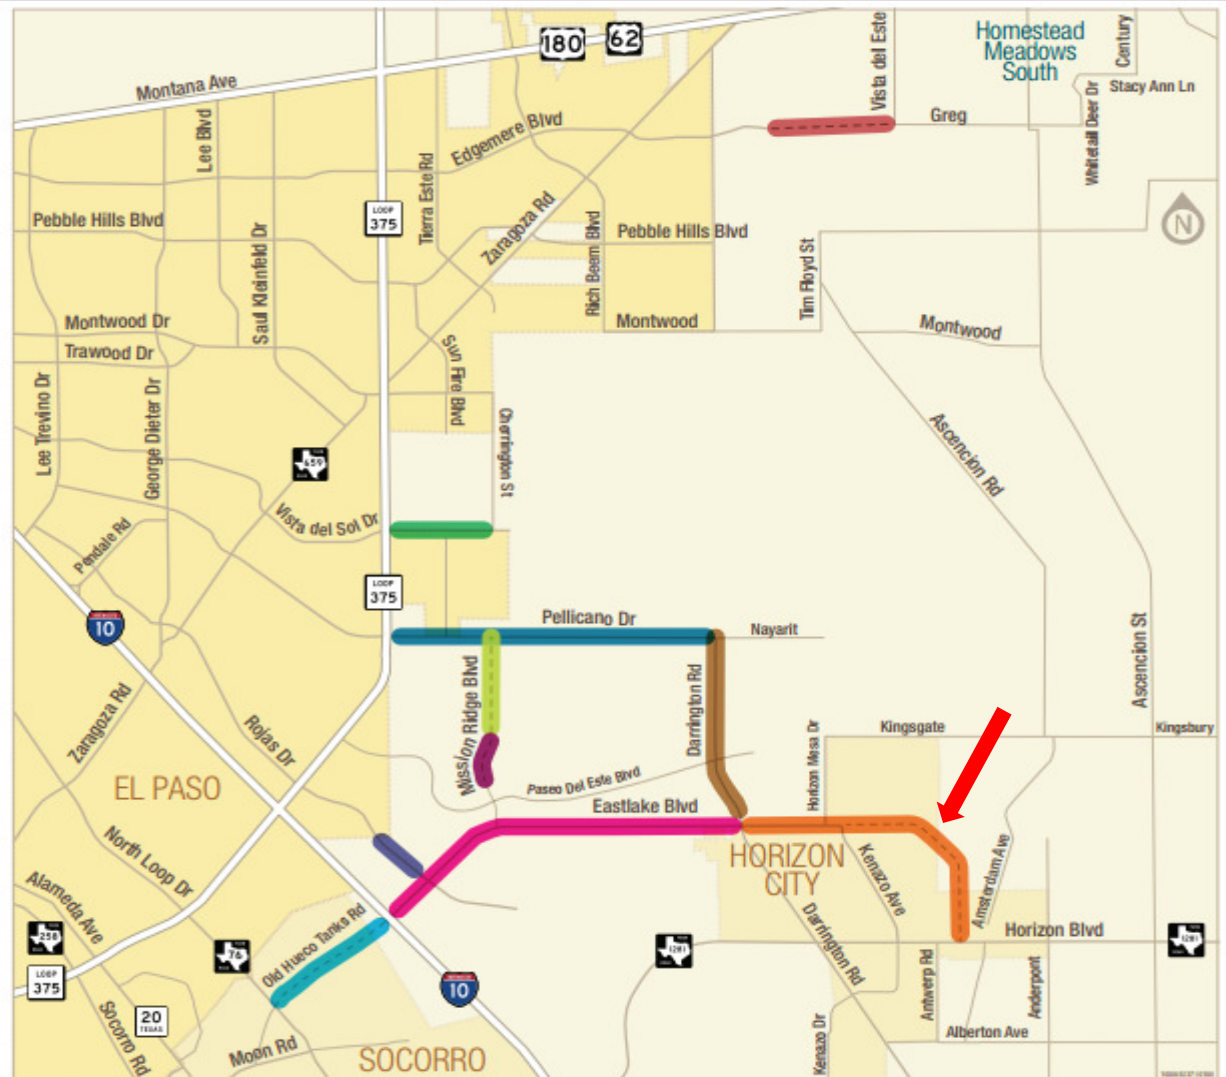 180
62
Homestead
Meadows
South
Century
Vista del Este
Montana Ave
Stacy Ann Ln
Whitetail Deer Dr
Greg
Lee Blvd
Edgemere Blvd
Tierra Este Rd
Zaragoza Rd
LOOP
375
Pebble Hills Blvd
Saul Kleinfeld Dr
Rich Beem Blvd
Pebble Hills Blvd
Tim Floyd St
N
Montwood Dr
Montwood
Montwood
Trawood Dr
Sun Fire Blvd
Lee Trevino Dr
George Dieter Dr
Cherrington St
Ascencion Rd
659
Vista del Sol Dr
Pendale Rd
LOOP
375
10
Pellicano Dr
Nayarit
Ascencion St
Mission Ridge Blvd
Darrington Rd
Zaragoza Rd
Rojas Dr
Horizon Mesa Dr
Kingsgate
Kingsbury
EL PASO
Paseo Del Este Blvd
Eastlake Blvd
North Loop Dr
HORIZON
CITY
Kenazo Ave
Amsterdam Ave
Alameda Ave
Old Hueco Tanks Rd
Darrington Rd
Horizon Blvd
258
76
1281
1281
LOOP
375
10
Antwerp Rd
Anderpont
20
TEXAS
Socorro Rd
Moon Rd
SOCORRO
Kenazo Dr
Alberton Ave